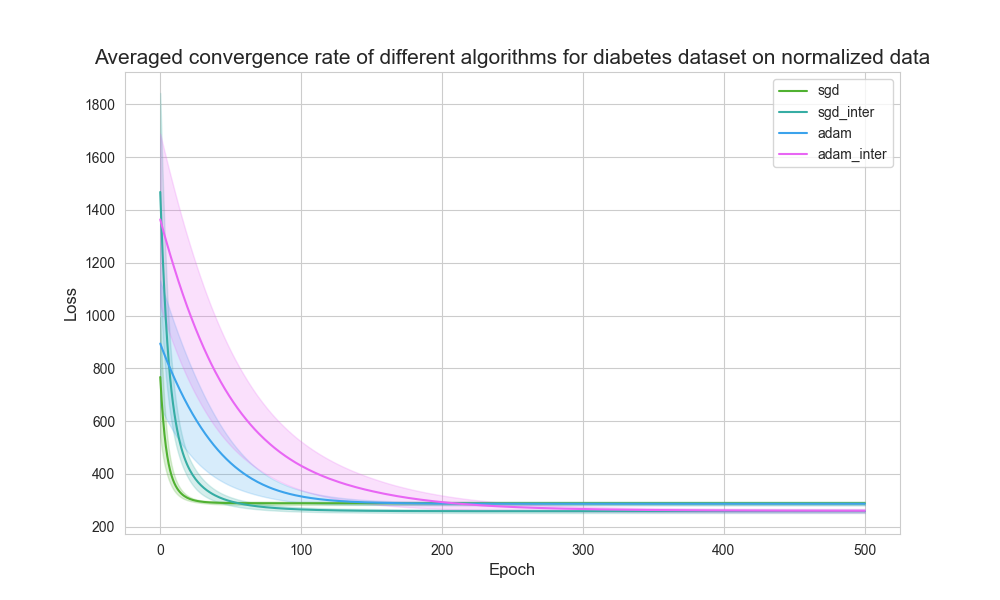 Averaged convergence rate of different algorithms for diabetes dataset on normalized data
sgd
sgd_inter
adam
adam_inter
1800
1600
1400
1200
1000
800
600
400
200
Loss
0
100
200
300
400
500
Epoch